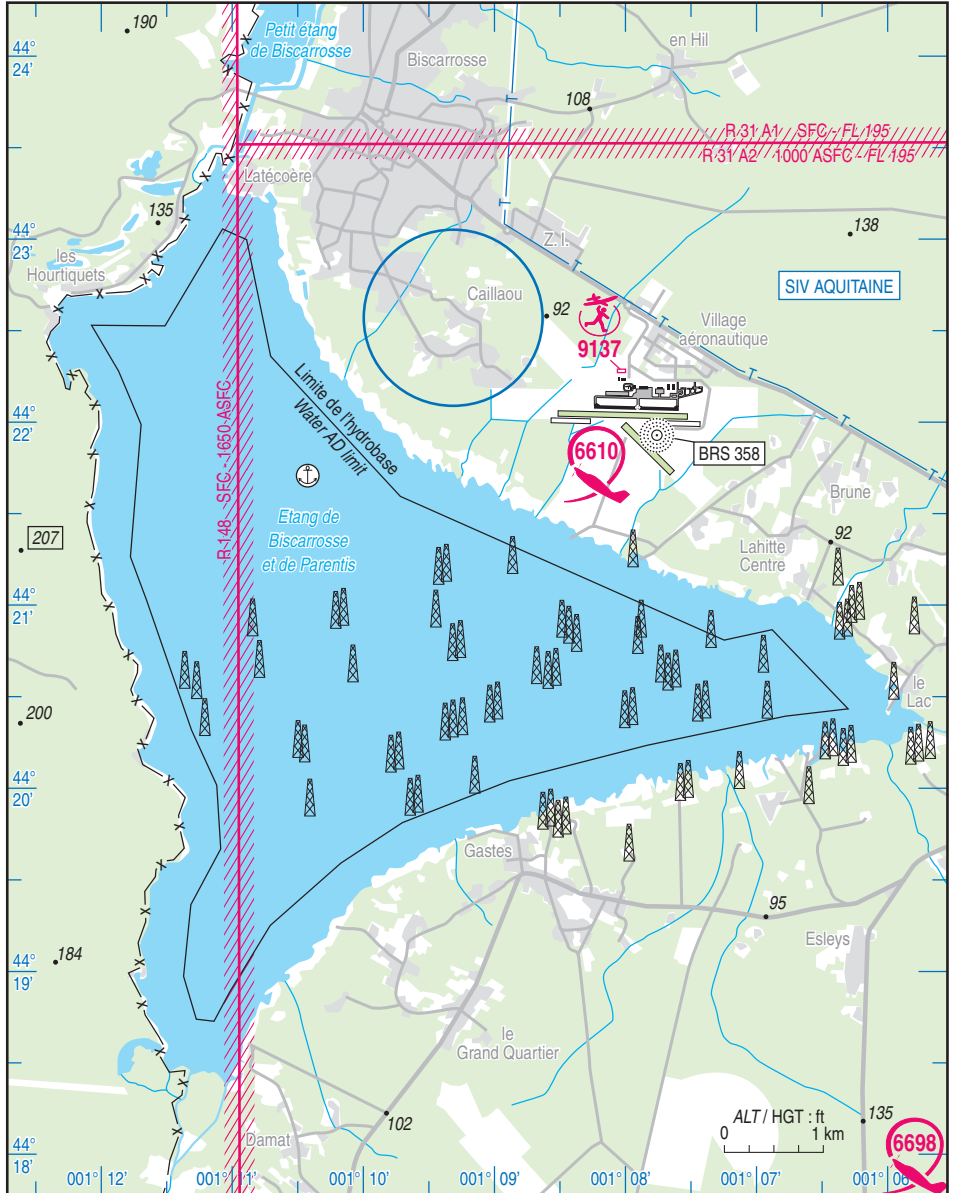 190
Petit étang
de Biscarrosse
44°
24'
Biscarrosse
en Hil
108
T
R 31 A1 SFC - FL 195
R 31 A2 1000 ASFC - FL 195
Latécoère
135
T
138
44°
23'
les
Hourtiquets
Z. I.
T
SIV AQUITAINE
Caillaou
92
T
9137
Village
aéronautique
T
T
Limite de l'hydrobase
Water AD limit
R 148 SFC - 1650 ASFC
44°
22'
T
6610
BRS 358
T
Brune
Etang de
Biscarrosse
et de Parentis
207
92
Lahitte
Centre
44°
21'
200
le
Lac
44°
20'
Gastes
95
Esleys
184
44°
19'
le
Grand Quartier
102
ALT / HGT : ft
0 1 km
135
Damat
6698
44°
18'
001° 12'
001° 11'
001° 10'
001° 09'
001° 08'
001° 07'
001° 06'